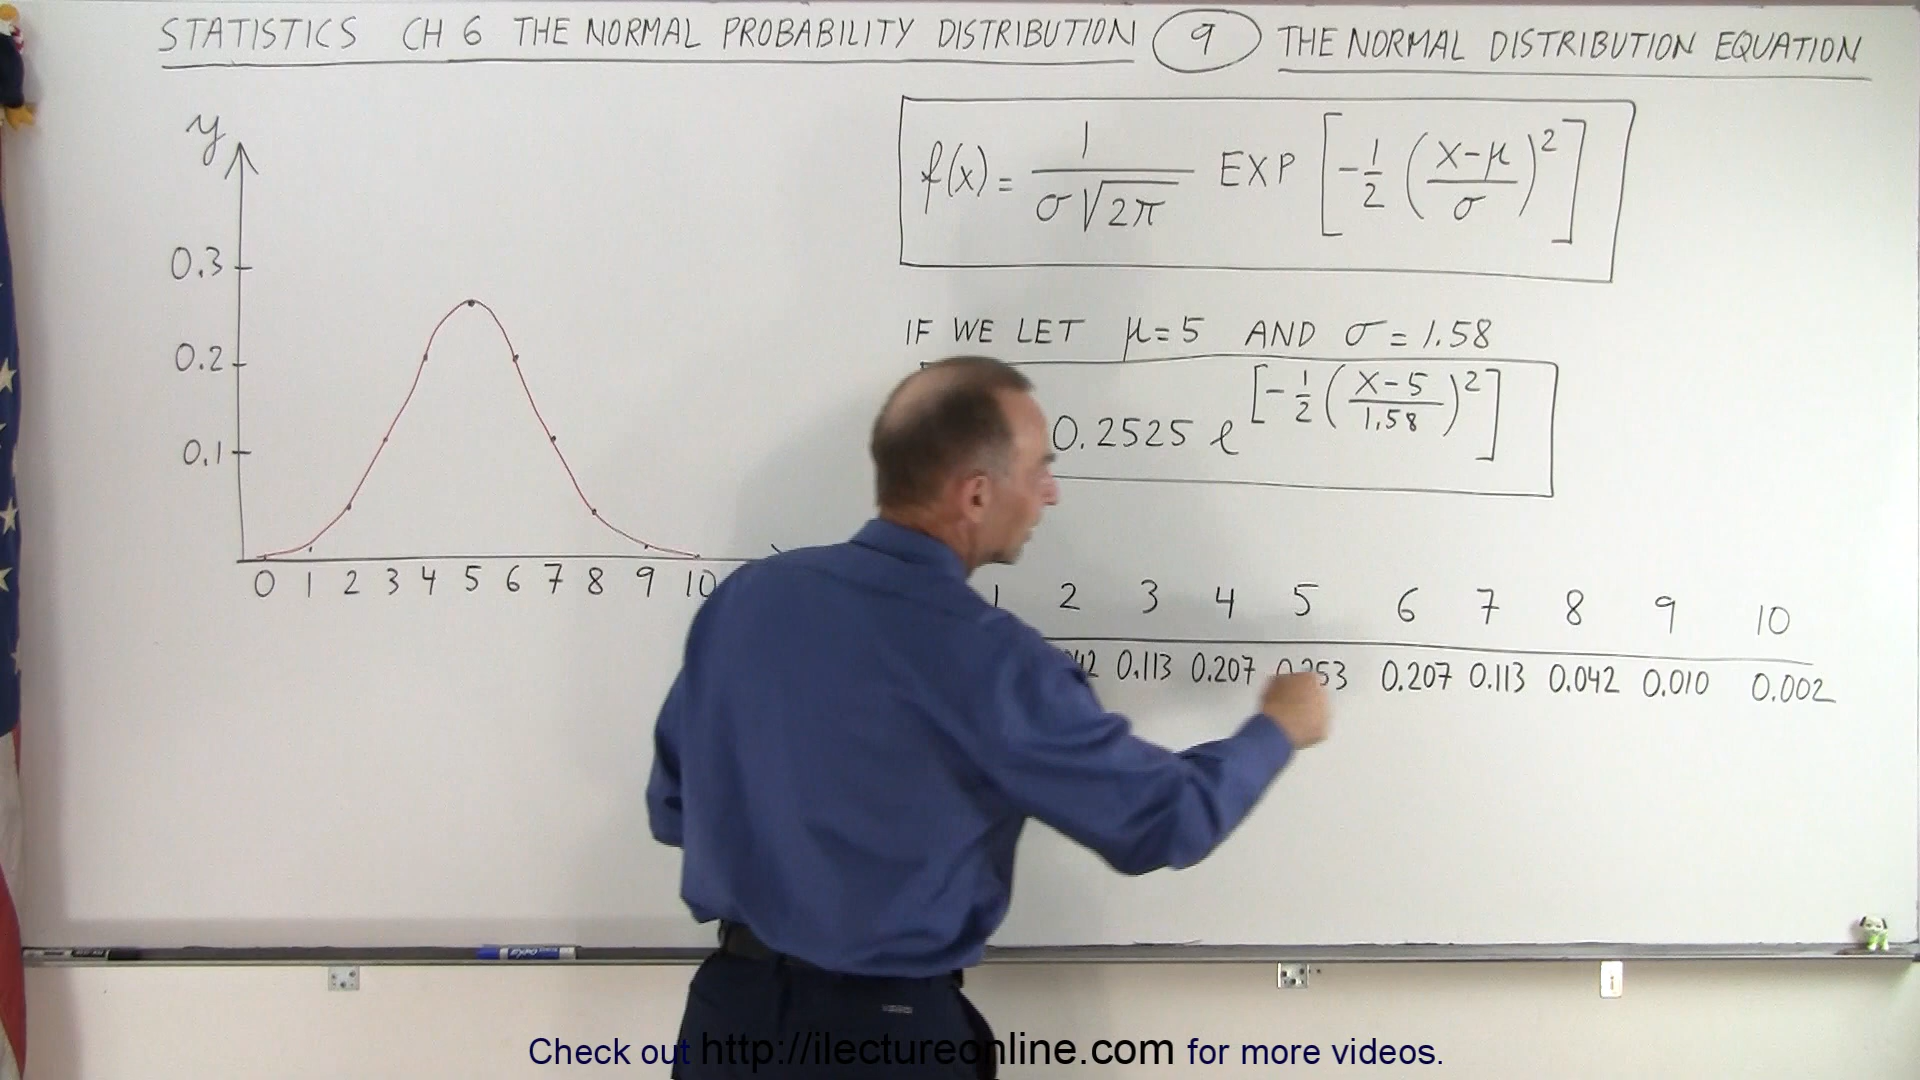 STATISTICS CH 6 THE NORMAL PROBABILITY DISTRIBUTION 9 THE NORMAL DISTRIBUTION EQUATION
y
0.3
0.2
0.1
0 1 2 3 4 5 6 7 8 9 10
f(x) = 1 / σ√2π EXP [-1/2 (x-μ / σ)²]
IF WE LET μ = 5 AND σ = 1.58
0.2525 e^[-1/2 (x-5 / 1.58)²]
1 2 3 4 5 6 7 8 9 10
42 0.113 0.207 0.253 0.207 0.113 0.042 0.010 0.002
Check out http://ilectureonline.com for more videos.